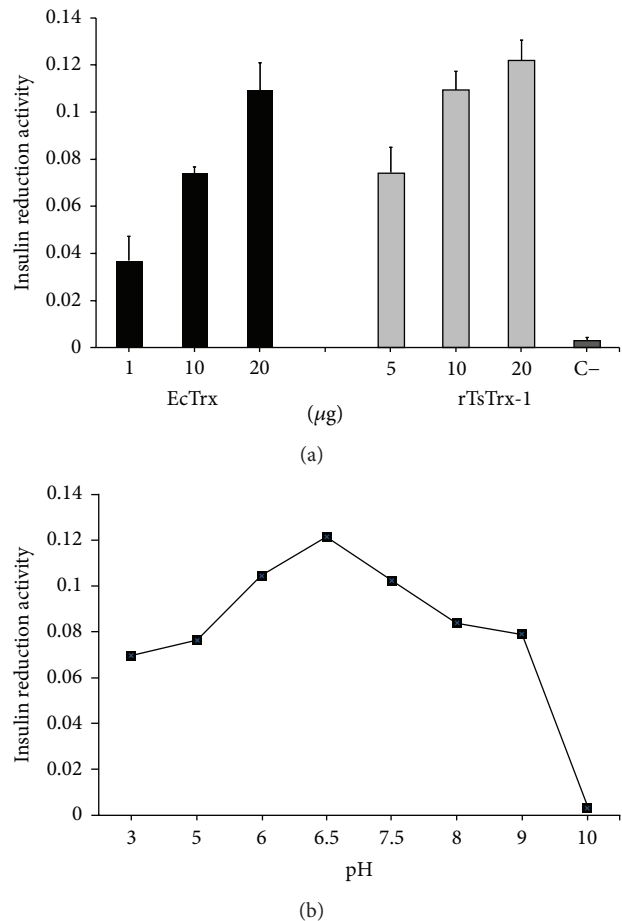 0.14
0.12
0.1
0.08
0.06
0.04
0.02
0
Insulin reduction activity
1 10 20 5 10 20 C−
EcTrx rTsTrx-1
(μg)
(a)
0.14
0.12
0.1
0.08
0.06
0.04
0.02
0
Insulin reduction activity
3 5 6 6.5 7.5 8 9 10
pH
(b)